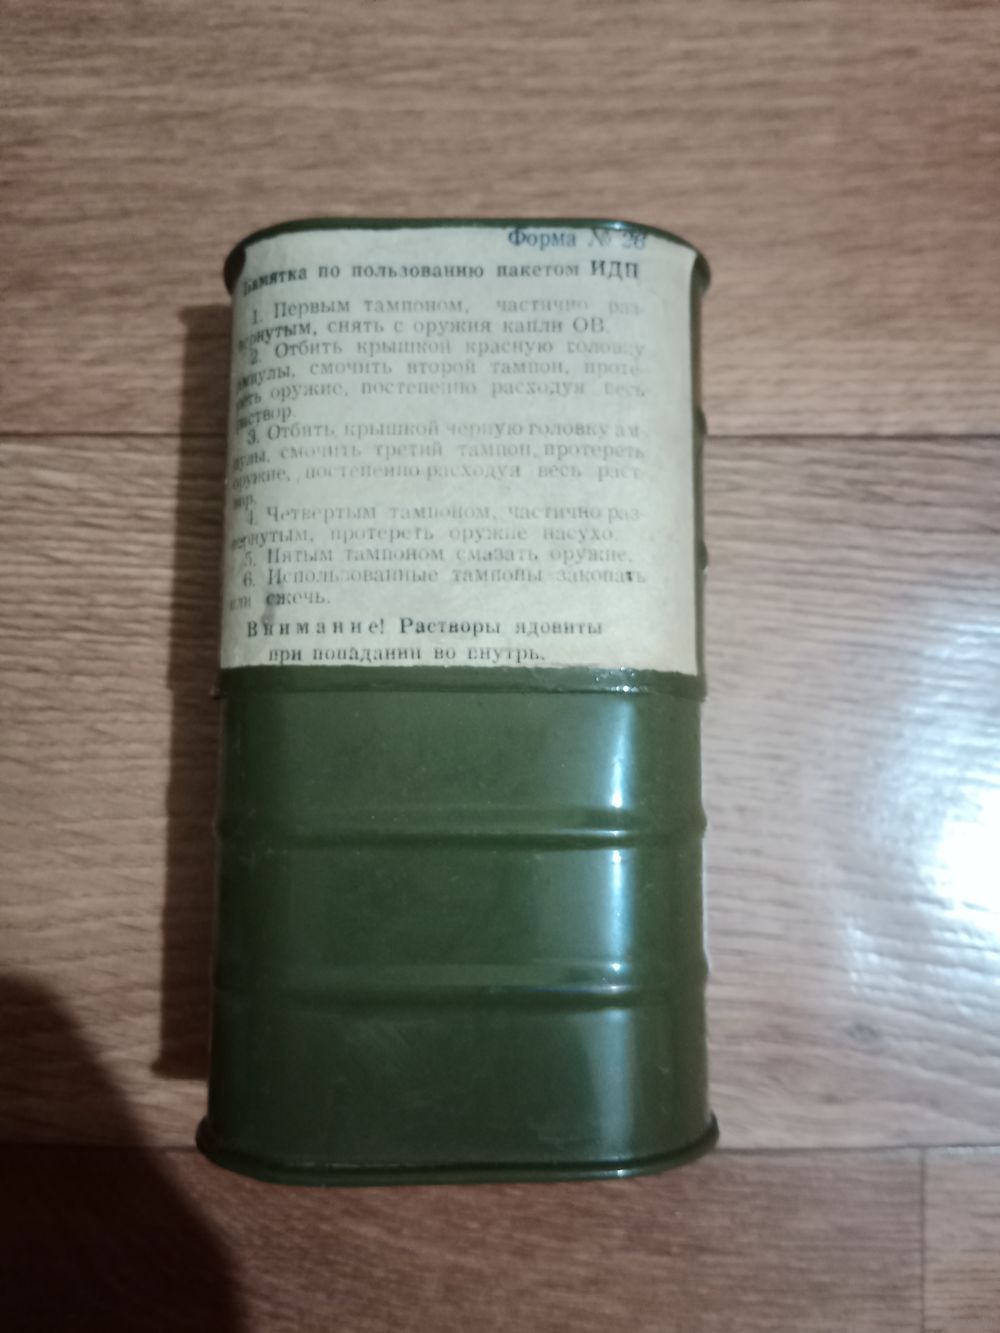 Форма № 26
Памятка по пользованию пакетом ИДП
1. Первым тампоном, частично раз-
вернутым, снять с оружия капли ОВ.
2. Отбить крышкой красную головку
ампулы, смочить второй тампон, проте-
реть оружие, постепенно расходуя весь
раствор.
3. Отбить крышкой черную головку ам-
пулы, смочить третий тампон, протереть
оружие, постепенно расходуя весь раст-
вор.
4. Четвертым тампоном, частично раз-
вернутым, протереть оружие насухо.
5. Пятым тампоном смазать оружие.
6. Использованные тампоны закопать
или сжечь.
Внимание! Растворы ядовиты
при попадании во внутрь.